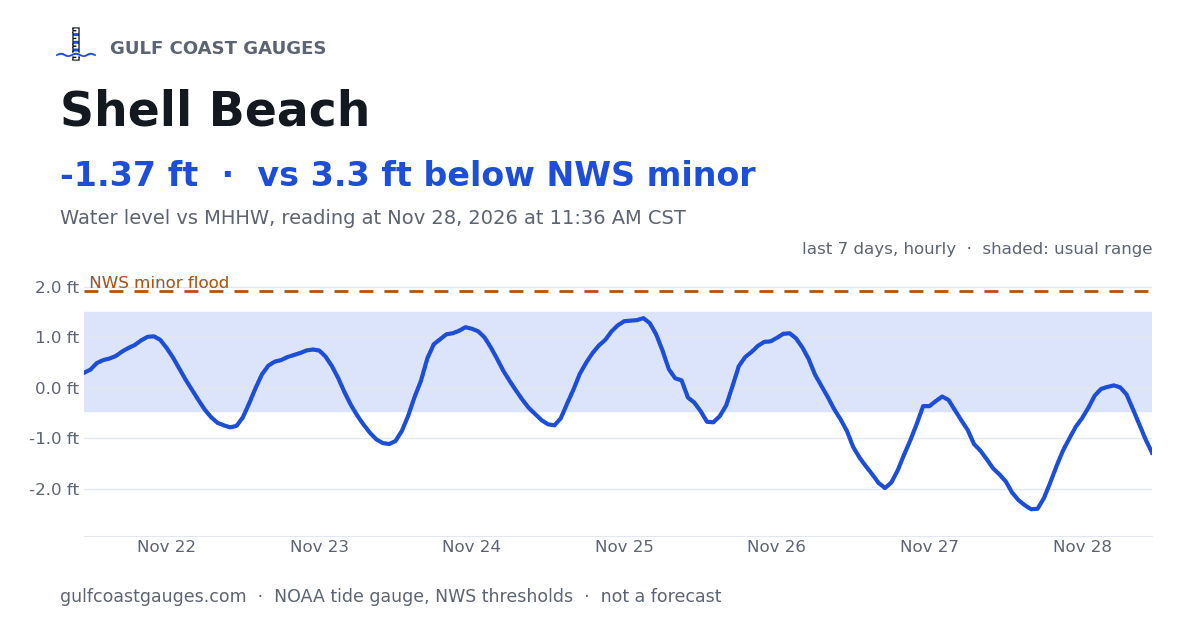 GULF COAST GAUGES
Shell Beach
-1.37 ft · vs 3.3 ft below NWS minor
Water level vs MHHW, reading at Nov 28, 2026 at 11:36 AM CST
last 7 days, hourly · shaded: usual range
NWS minor flood
2.0 ft
1.0 ft
0.0 ft
-1.0 ft
-2.0 ft
Nov 22 Nov 23 Nov 24 Nov 25 Nov 26 Nov 27 Nov 28
gulfcoastgauges.com · NOAA tide gauge, NWS thresholds · not a forecast